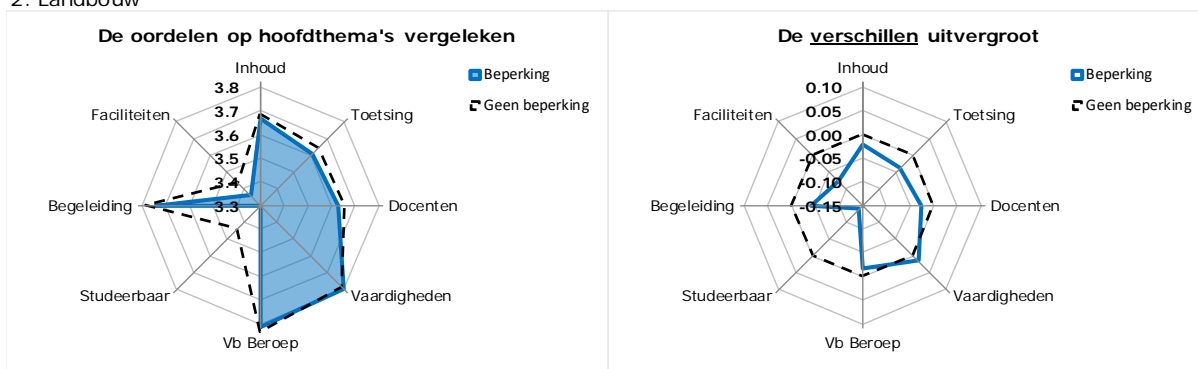 2. Landbouw
De oordelen op hoofdthema's vergeleken
Inhoud
Toetsing
Docenten
Vaardigheden
Vb Beroep
Studeerbaar
Begeleiding
Faciliteiten
3.8
3.7
3.6
3.5
3.4
3.3
Beperking
Geen beperking
De verschillen uitvergroot
Inhoud
Toetsing
Docenten
Vaardigheden
Vb Beroep
Studeerbaar
Begeleiding
Faciliteiten
0.10
0.05
0.00
-0.05
-0.10
-0.15
Beperking
Geen beperking